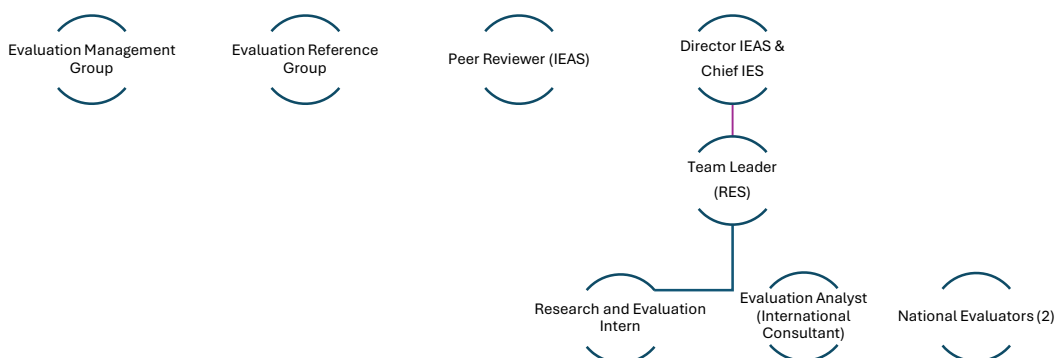 Evaluation Management
Group
Evaluation Reference
Group
Peer Reviewer (IEAS)
Director IEAS &
Chief IES
Team Leader
(RES)
Research and Evaluation
Intern
Evaluation Analyst
(International
Consultant)
National Evaluators (2)